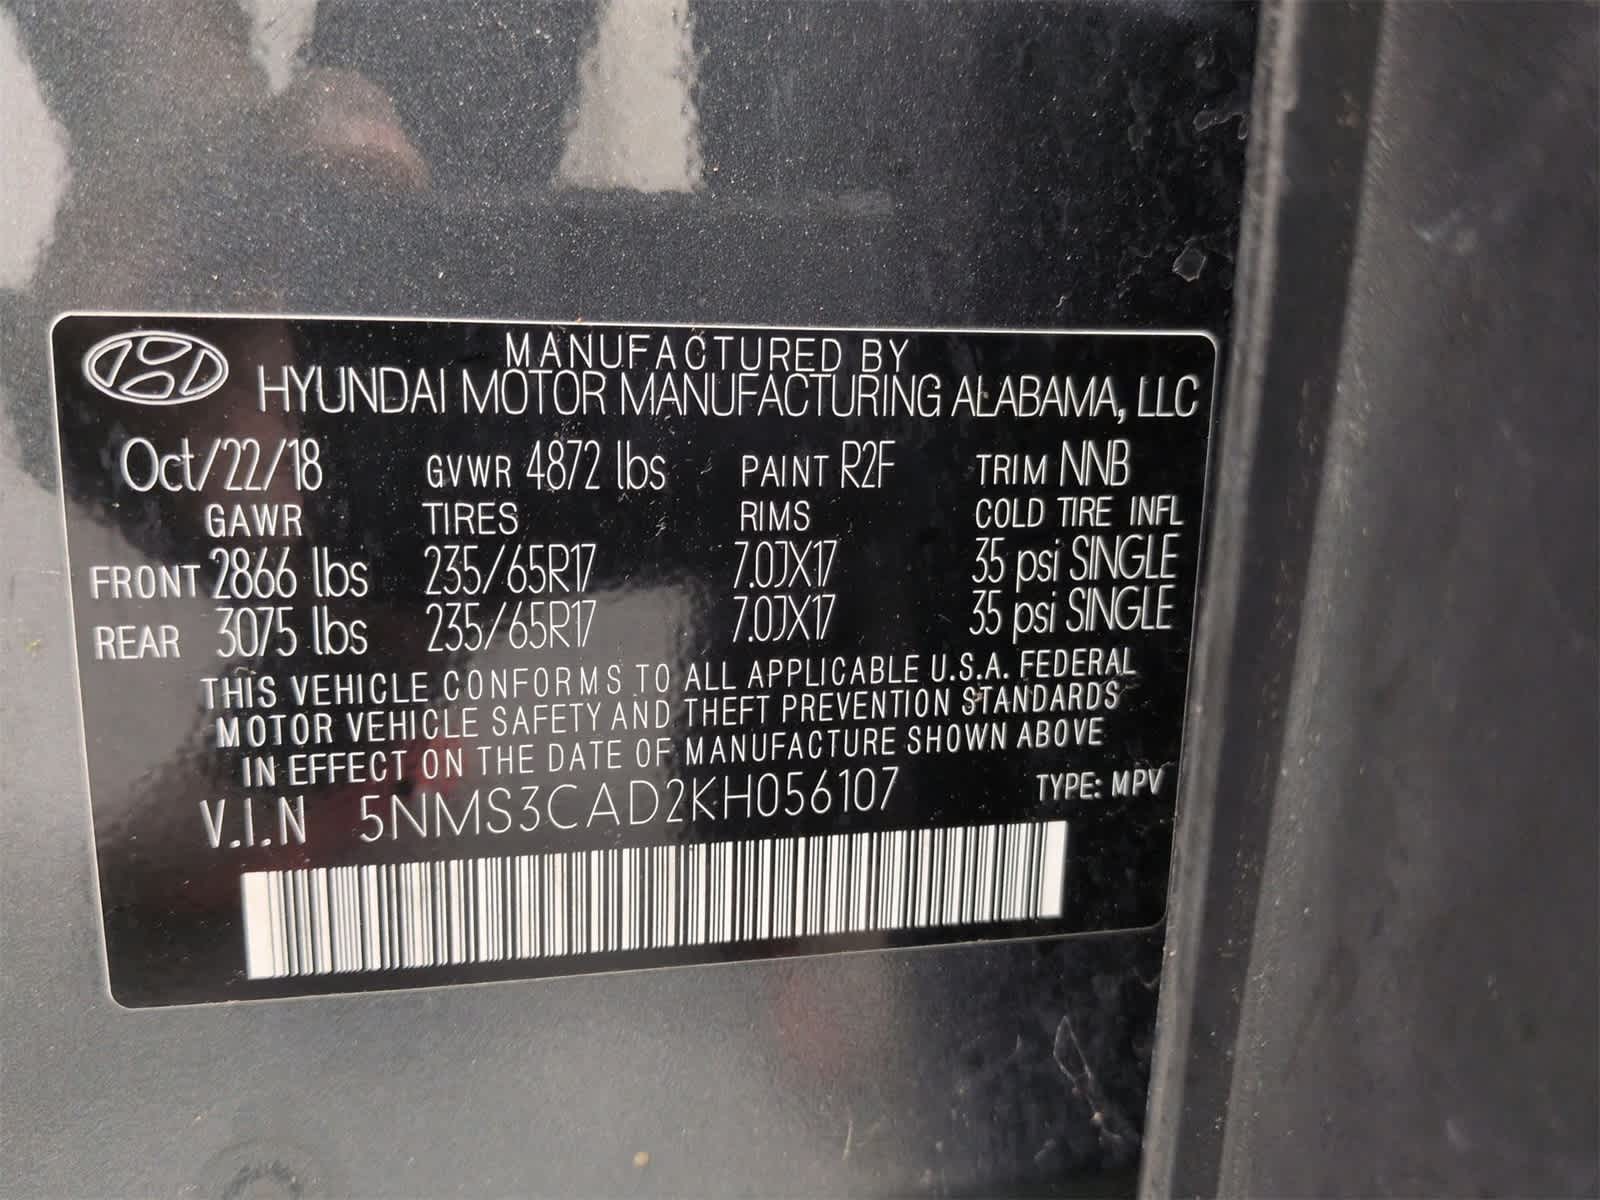 MANUFACTURED BY
HYUNDAI MOTOR MANUFACTURING ALABAMA, LLC
Oct/22/18 GVWR 4872 lbs PAINT R2F TRIM NNB
GAWR TIRES RIMS COLD TIRE INFL
FRONT 2866 lbs 235/65R17 7.0JX17 35 psi SINGLE
REAR 3075 lbs 235/65R17 7.0JX17 35 psi SINGLE
THIS VEHICLE CONFORMS TO ALL APPLICABLE U.S.A. FEDERAL
MOTOR VEHICLE SAFETY AND THEFT PREVENTION STANDARDS
IN EFFECT ON THE DATE OF MANUFACTURE SHOWN ABOVE
V.I.N 5NMS3CAD2KH056107 TYPE: MPV